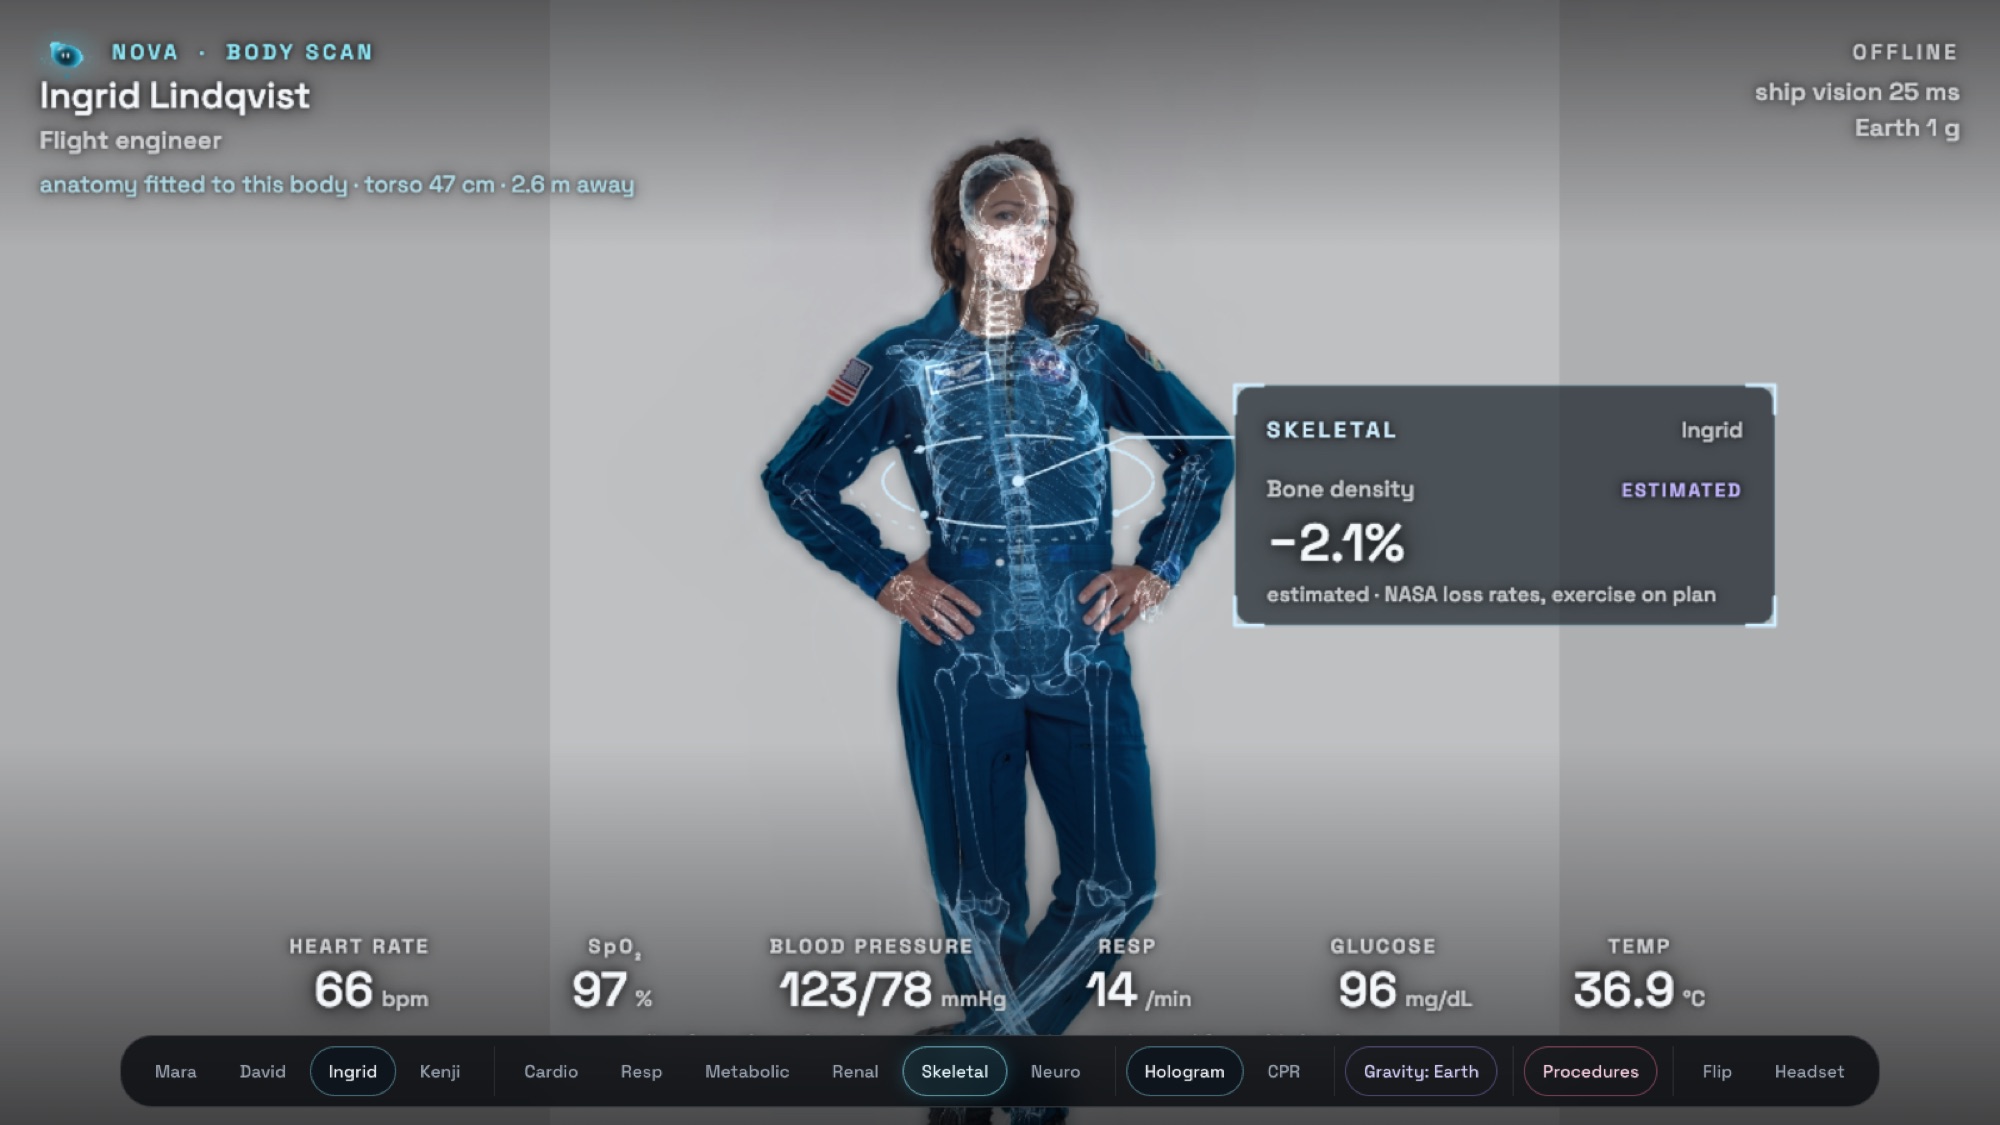 NOVA · BODY SCAN
Ingrid Lindqvist
Flight engineer
anatomy fitted to this body · torso 47 cm · 2.6 m away
OFFLINE
ship vision 25 ms
Earth 1 g
SKELETAL Ingrid
Bone density ESTIMATED
−2.1%
estimated · NASA loss rates, exercise on plan
HEART RATE SpO₂ BLOOD PRESSURE RESP GLUCOSE TEMP
66 bpm 97 % 123/78 mmHg 14 /min 96 mg/dL 36.9 °C
Mara David Ingrid Kenji Cardio Resp Metabolic Renal Skeletal Neuro Hologram CPR Gravity: Earth Procedures Flip Headset